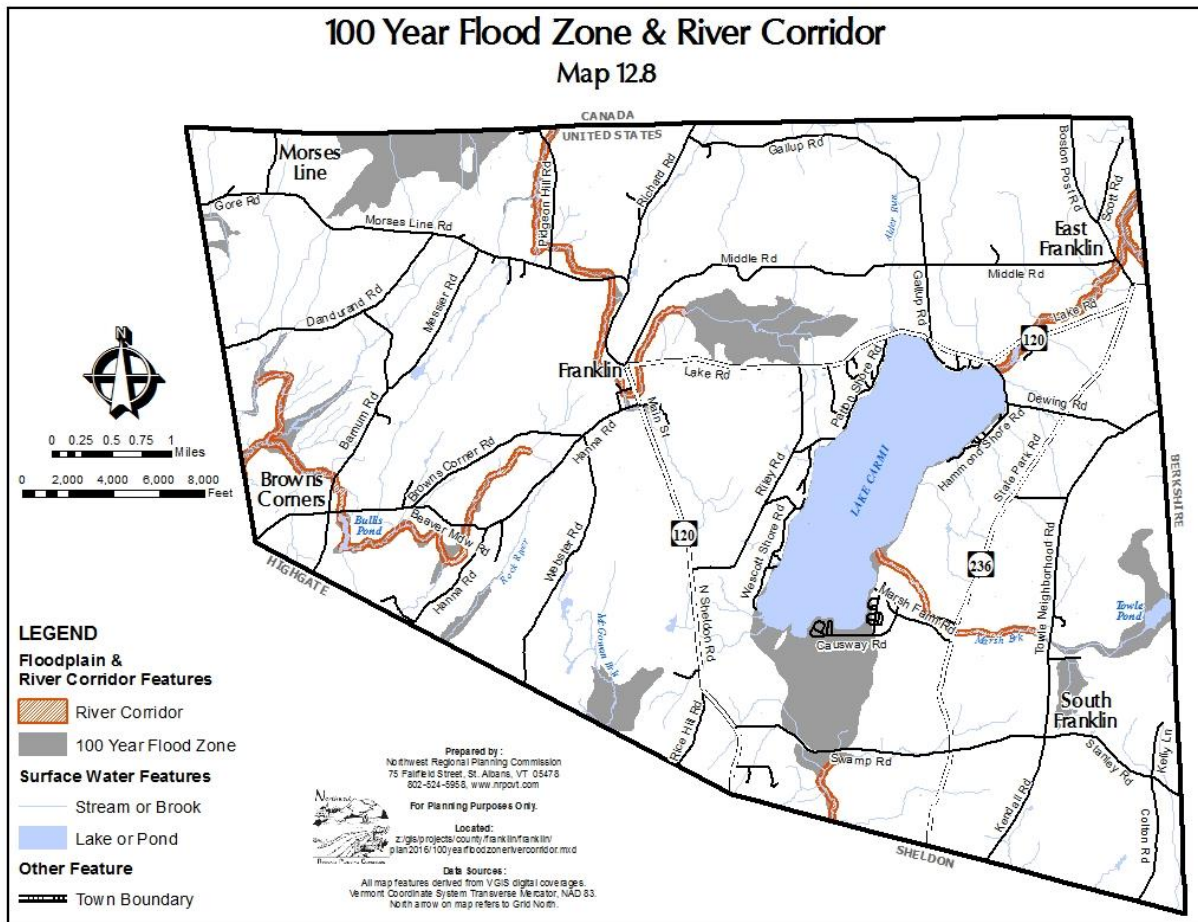 100 Year Flood Zone & River Corridor
Map 12.8
CANADA
UNITED STATES
Morses
Line
Gore Rd
Morses Line Rd
Pidgeon Hill Rd
Richard Rd
Gallup Rd
Alder Run
Boston Post Rd
Scott Rd
East
Franklin
Middle Rd
Middle Rd
Gallup Rd
Dandurand Rd
Messier Rd
Lake Rd
120
N
Franklin
Lake Rd
Patton Shore Rd
Dewing Rd
Main St
Hanna Rd
Barnum Rd
Browns Corner Rd
Hammond Shore Rd
State Park Rd
LAKE CARMI
Riley Rd
BERKSHIRE
0 0.25 0.5 0.75 1
Miles
0 2,000 4,000 6,000 8,000
Feet
Browns
Corners
Bullis
Pond
Beaver Mdw Rd
Rock River
Webster Rd
120
Wescott Shore Rd
236
Towle Neighborhood Rd
HIGHGATE
Hanna Rd
N Sheldon Rd
Marsh Farm Rd
Marsh Brk
Towle
Pond
Causway Rd
McGowan Brk
South
Franklin
Rice Hill Rd
Swamp Rd
Stanley Rd
Kelly Ln
Kendall Rd
Colton Rd
SHELDON
LEGEND
Floodplain &
River Corridor Features
River Corridor
100 Year Flood Zone
Surface Water Features
Stream or Brook
Lake or Pond
Other Feature
Town Boundary
Prepared by:
Northwest Regional Planning Commission
75 Fairfield Street, St. Albans, VT 05478
802-524-5958, www.nrpcvt.com
For Planning Purposes Only.
Located:
z:/gis/projects/county/franklin/franklin/
plan2016/100yearfloodzonerivercorridor.mxd
Data Sources:
All map features derived from VGIS digital coverages.
Vermont Coordinate System Transverse Mercator, NAD 83.
North arrow on map refers to Grid North.